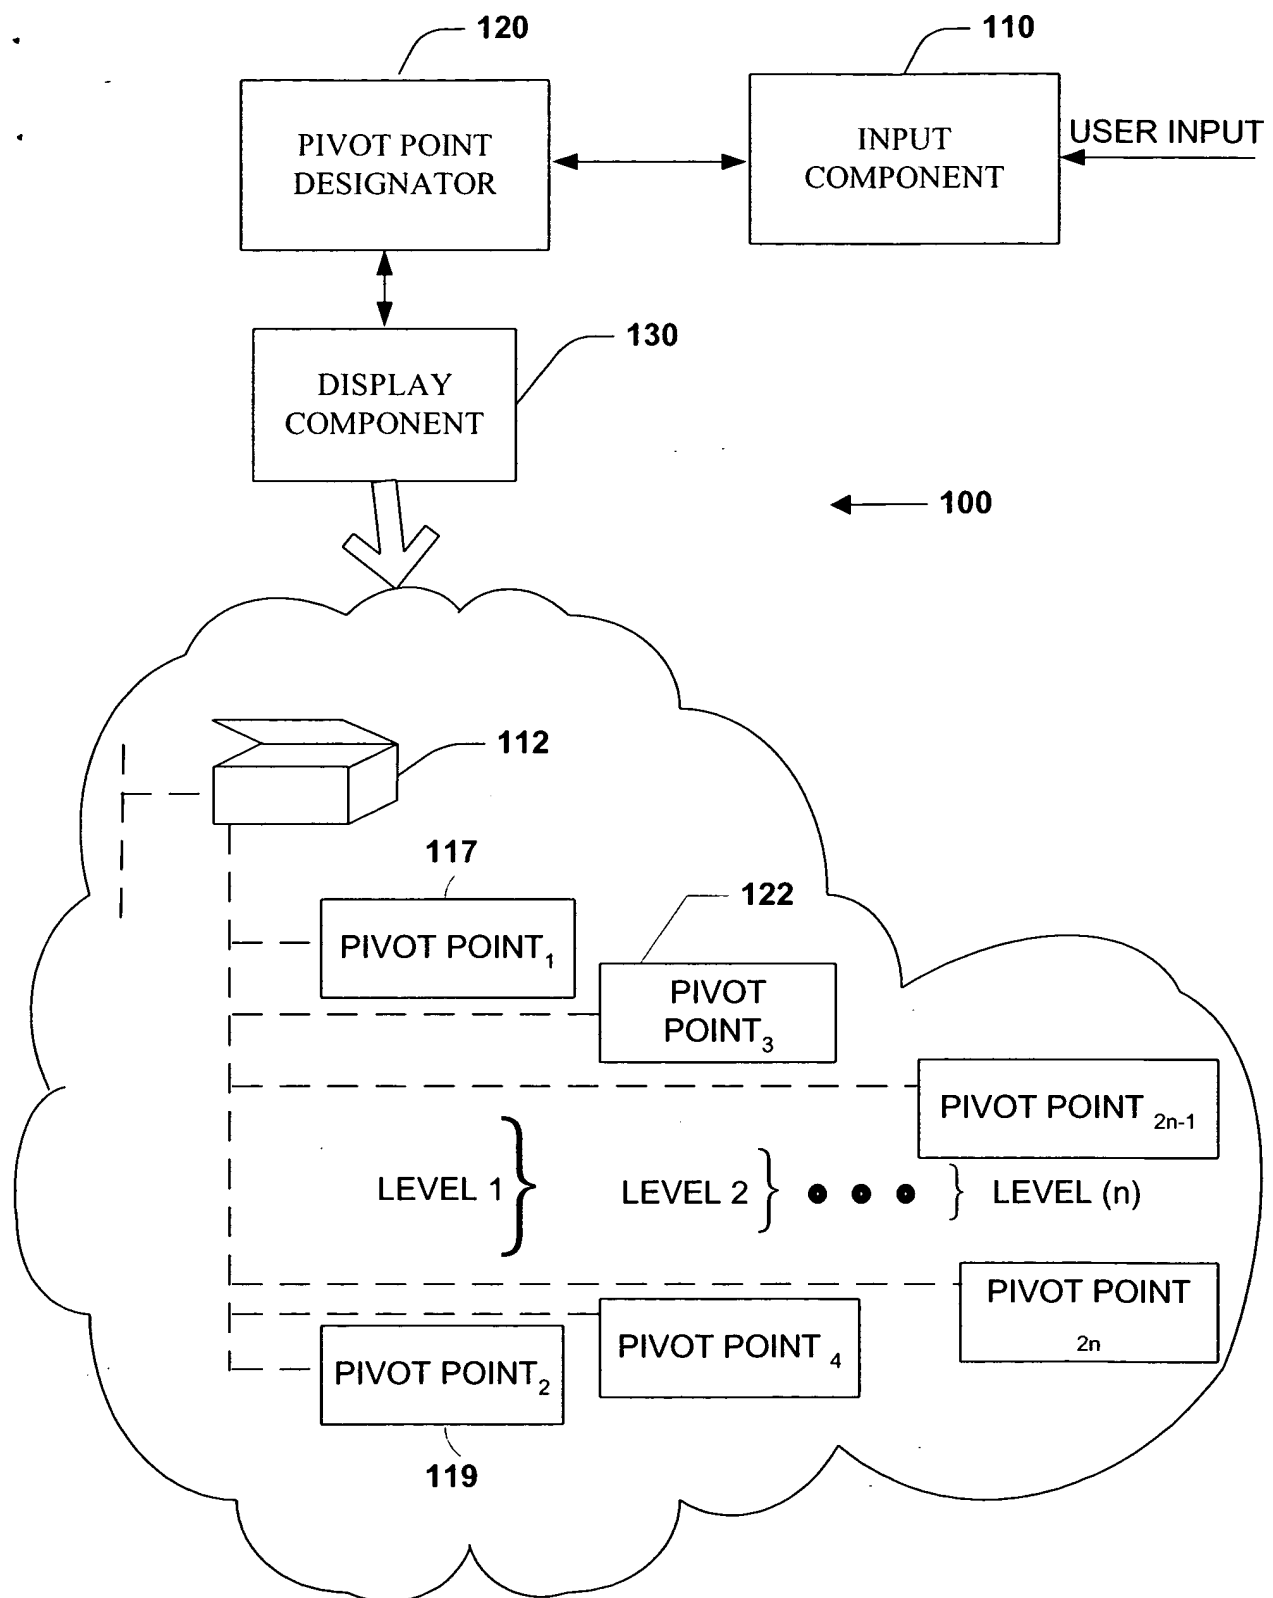 120
110
PIVOT POINT
DESIGNATOR
INPUT
COMPONENT
USER INPUT
130
DISPLAY
COMPONENT
100
112
117
122
PIVOT POINT1
PIVOT
POINT3
PIVOT POINT 2n-1
LEVEL 1
LEVEL 2
LEVEL (n)
PIVOT POINT
2n
PIVOT POINT 4
PIVOT POINT2
119